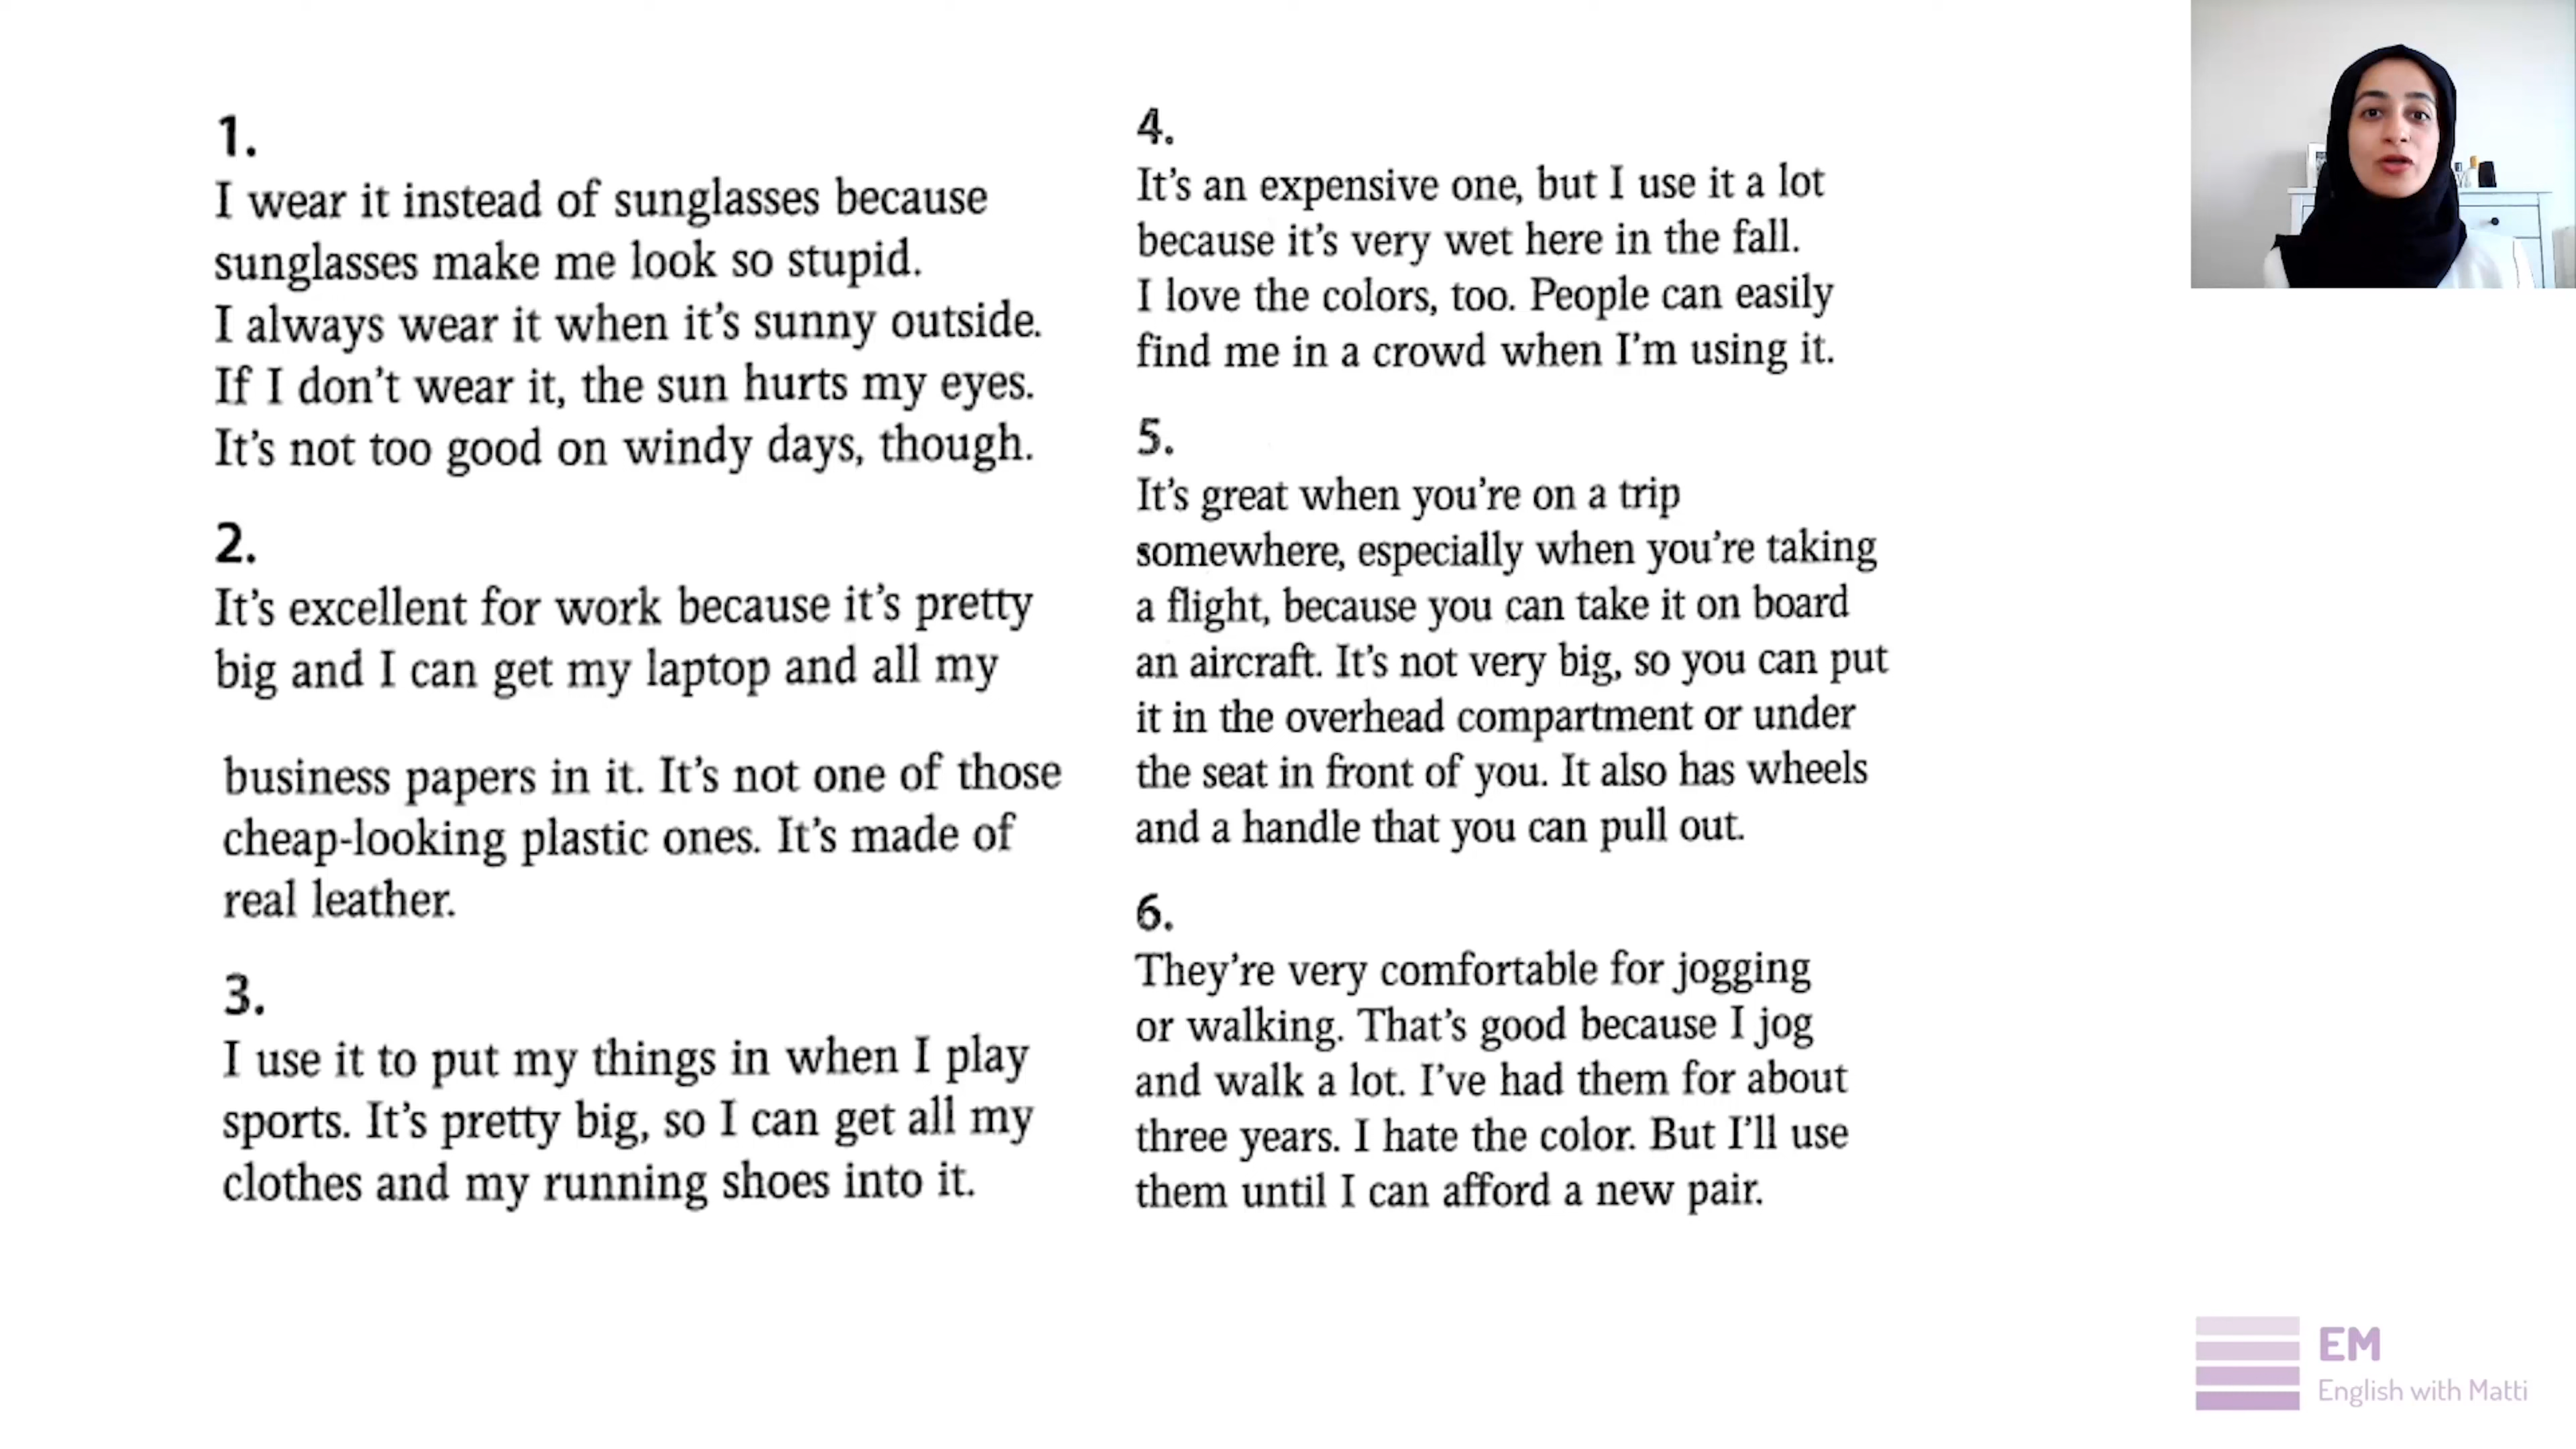 1.
I wear it instead of sunglasses because
sunglasses make me look so stupid.
I always wear it when it's sunny outside.
If I don't wear it, the sun hurts my eyes.
It's not too good on windy days, though.
2.
It's excellent for work because it's pretty
big and I can get my laptop and all my
business papers in it. It's not one of those
cheap-looking plastic ones. It's made of
real leather.
3.
I use it to put my things in when I play
sports. It's pretty big, so I can get all my
clothes and my running shoes into it.
4.
It's an expensive one, but I use it a lot
because it's very wet here in the fall.
I love the colors, too. People can easily
find me in a crowd when I'm using it.
5.
It's great when you're on a trip
somewhere, especially when you're taking
a flight, because you can take it on board
an aircraft. It's not very big, so you can put
it in the overhead compartment or under
the seat in front of you. It also has wheels
and a handle that you can pull out.
6.
They're very comfortable for jogging
or walking. That's good because I jog
and walk a lot. I've had them for about
three years. I hate the color. But I'll use
them until I can afford a new pair.
EM
English with Matti